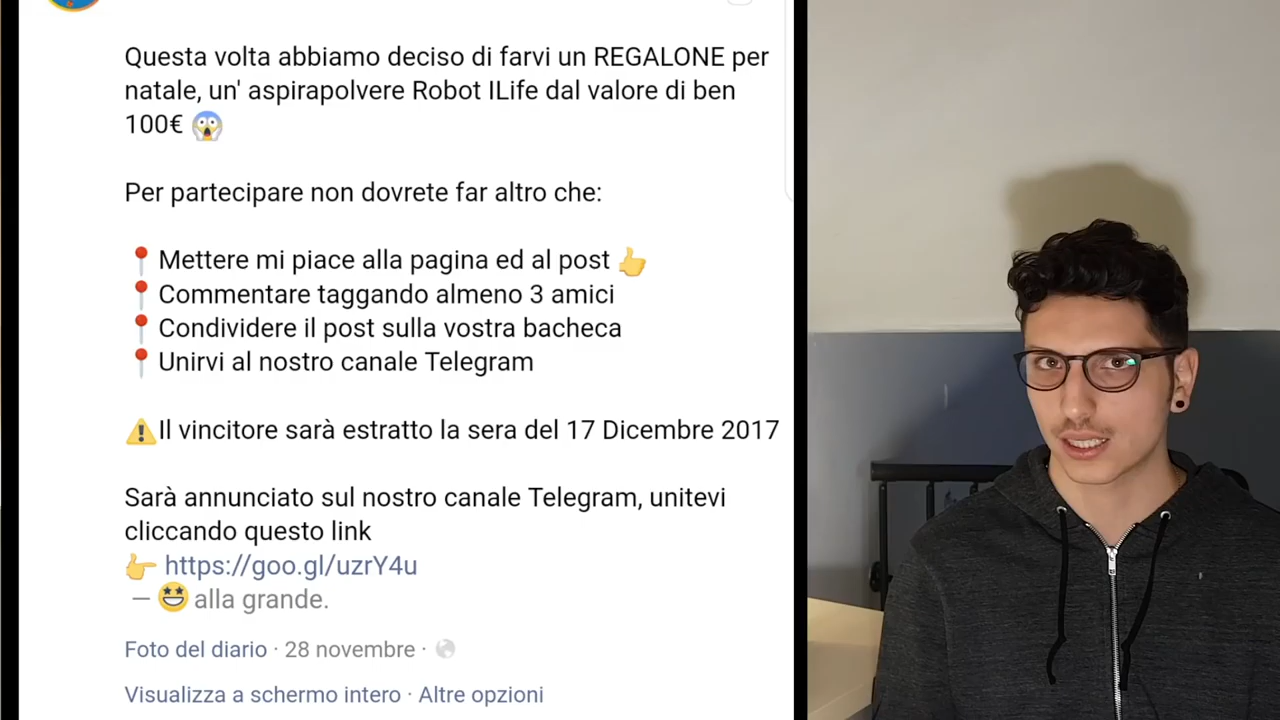 Questa volta abbiamo deciso di farvi un REGALONE per
natale, un' aspirapolvere Robot ILife dal valore di ben
100€ 😱
Per partecipare non dovrete far altro che:
📍Mettere mi piace alla pagina ed al post 👍
📍Commentare taggando almeno 3 amici
📍Condividere il post sulla vostra bacheca
📍Unirvi al nostro canale Telegram
⚠️Il vincitore sarà estratto la sera del 17 Dicembre 2017
Sarà annunciato sul nostro canale Telegram, unitevi
cliccando questo link
👉 https://goo.gl/uzrY4u
— 🤩 alla grande.
Foto del diario · 28 novembre ·
Visualizza a schermo intero · Altre opzioni